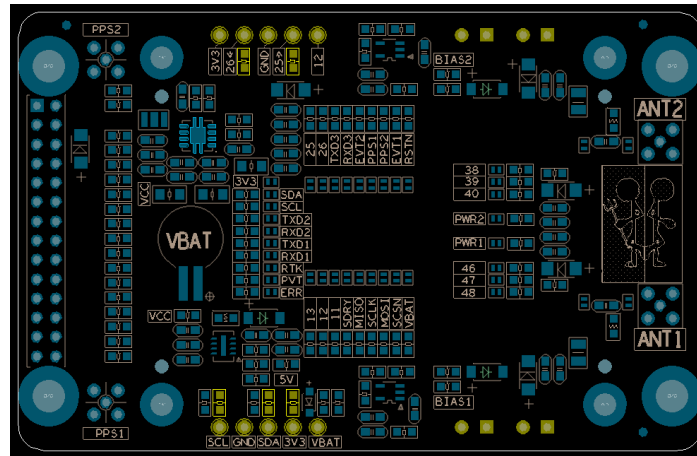 PPS2
3V3
26
GND
25
12
BIAS2
ANT2
25
26
TXD3
RXD3
EVT2
PPS1
PPS2
EVT1
RSTN
VCC
3V3
SDA
SCL
TXD2
RXD2
TXD1
RXD1
RTK
PVT
ERR
VBAT
38
39
40
PWR2
PWR1
46
47
48
VCC
13
12
11
SDRY
MISO
SCLK
MOSI
SCSN
VBAT
5V
ANT1
BIAS1
PPS1
SCL
GND
SDA
3V3
VBAT